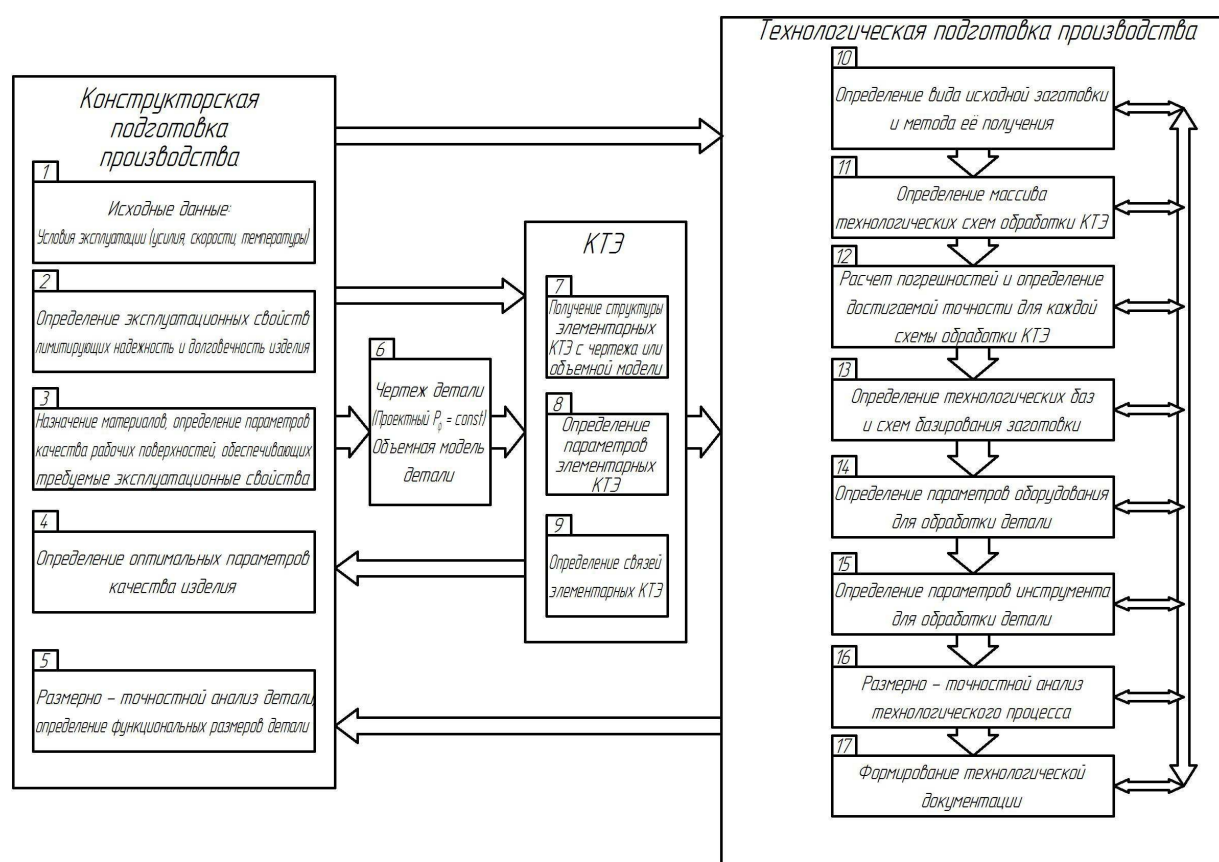 Конструкторская
подготовка
производства
1
Исходные данные:
Условия эксплуатации (усилия, скорости, температуры)
2
Определение эксплуатационных свойств
лимитирующих надежность и долговечность изделия
3
Назначение материалов, определение параметров
качества рабочих поверхностей, обеспечивающих
требуемые эксплуатационные свойства
4
Определение оптимальных параметров
качества изделия
5
Размерно – точностной анализ детали,
определение функциональных размеров детали
6
Чертеж детали
(Проектный Pφ = const)
Объемная модель
детали
КТЭ
7
Получение структуры
элементарных
КТЭ с чертежа или
объемной модели
8
Определение
параметров
элементарных
КТЭ
9
Определение связей
элементарных КТЭ
Технологическая подготовка производства
10
Определение вида исходной заготовки
и метода её получения
11
Определение массива
технологических схем обработки КТЭ
12
Расчет погрешностей и определение
достигаемой точности для каждой
схемы обработки КТЭ
13
Определение технологических баз
и схем базирования заготовки
14
Определение параметров оборудования
для обработки детали
15
Определение параметров инструмента
для обработки детали
16
Размерно – точностной анализ
технологического процесса
17
Формирование технологической
документации